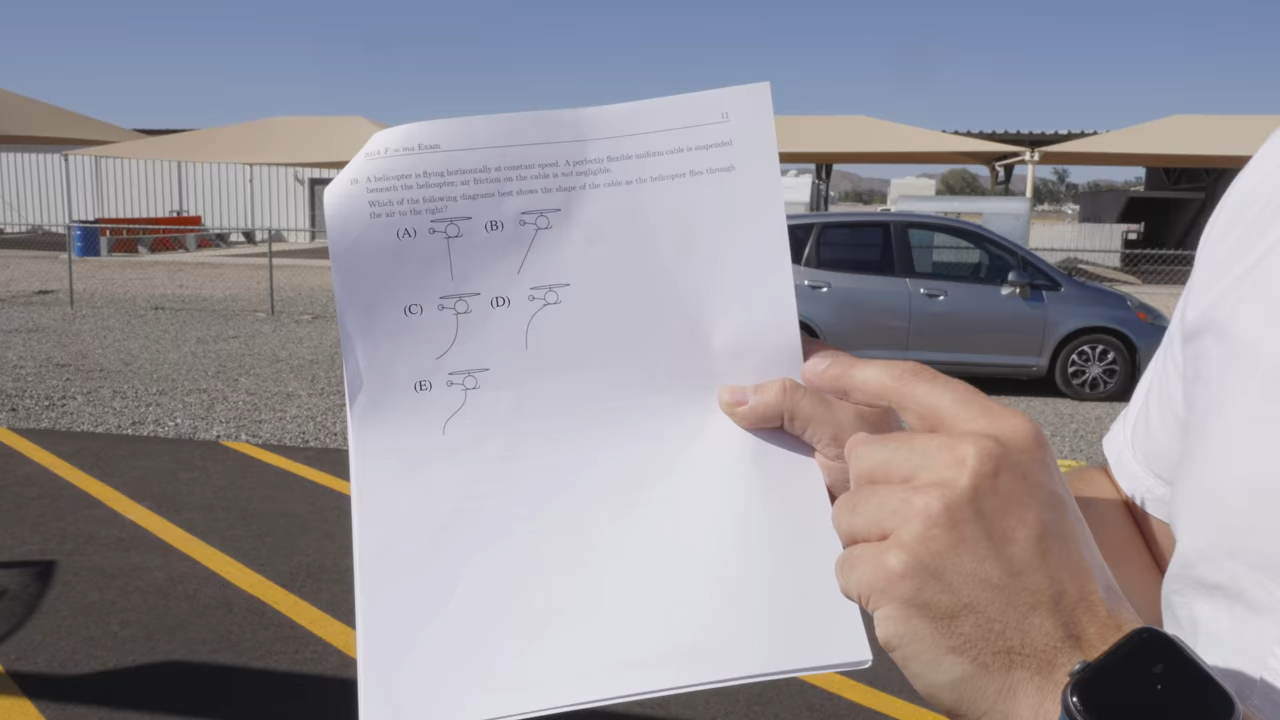 11
2014 F = ma Exam
19. A helicopter is flying horizontally at constant speed. A perfectly flexible uniform cable is suspended
beneath the helicopter; air friction on the cable is not negligible.
Which of the following diagrams best shows the shape of the cable as the helicopter flies through
the air to the right?
(A) (B)
(C) (D)
(E)